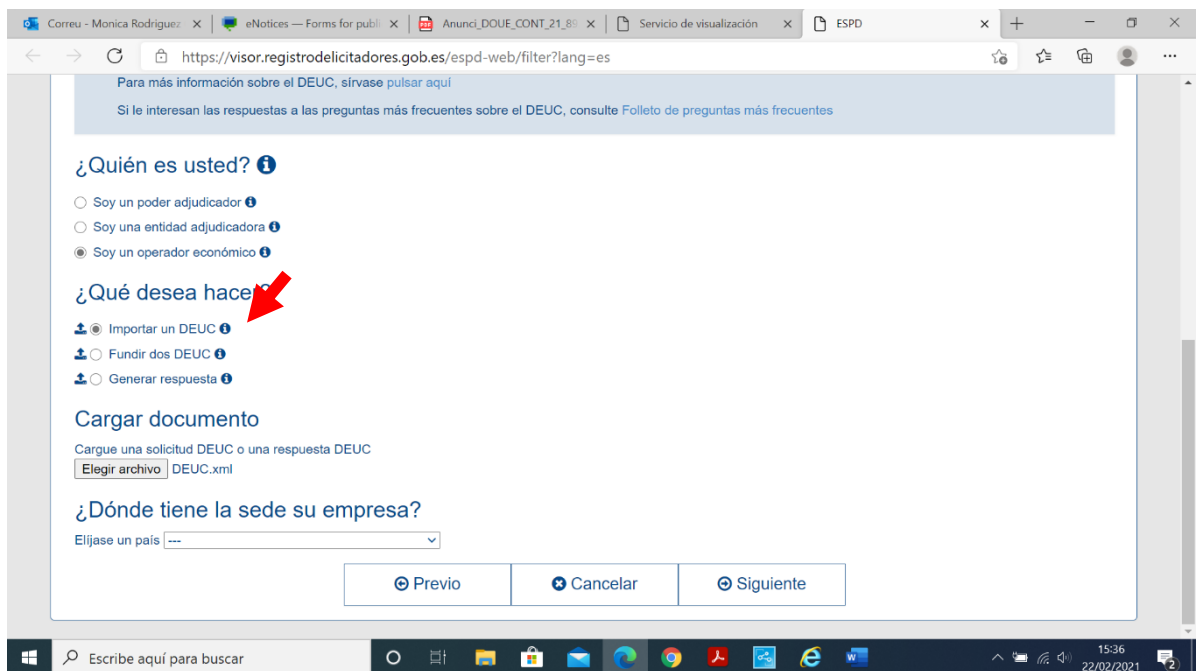 Correu - Monica Rodriguez
eNotices — Forms for publi
Anunci_DOUE_CONT_21_89
Servicio de visualización
ESPD
https://visor.registrodelicitadores.gob.es/espd-web/filter?lang=es
Para más información sobre el DEUC, sírvase pulsar aquí
Si le interesan las respuestas a las preguntas más frecuentes sobre el DEUC, consulte Folleto de preguntas más frecuentes
¿Quién es usted?
Soy un poder adjudicador
Soy una entidad adjudicadora
Soy un operador económico
¿Qué desea hacer?
Importar un DEUC
Fundir dos DEUC
Generar respuesta
Cargar documento
Cargue una solicitud DEUC o una respuesta DEUC
Elegir archivo DEUC.xml
¿Dónde tiene la sede su empresa?
Elíjase un país ---
Previo
Cancelar
Siguiente
Escribe aquí para buscar
15:36
22/02/2021
2